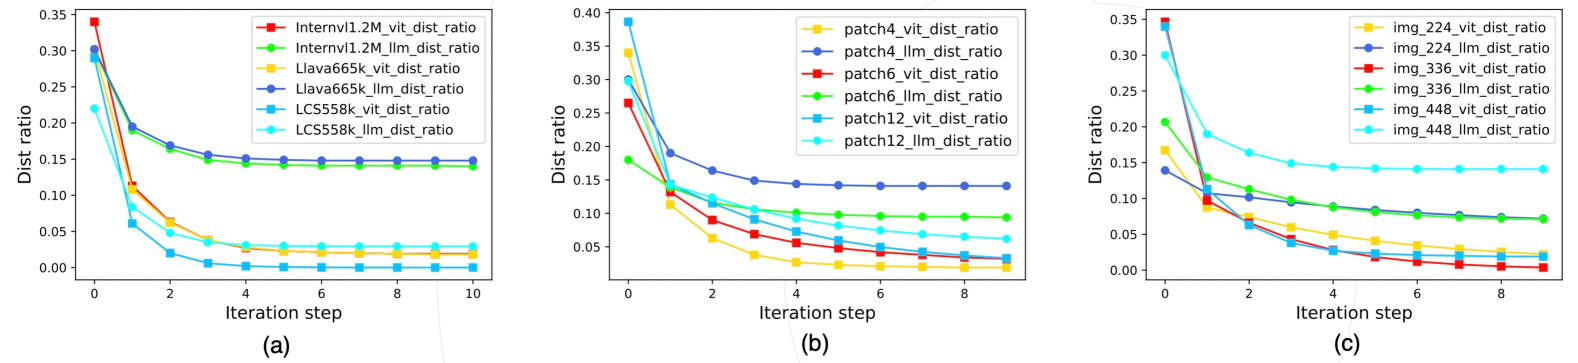 0.35
0.30
0.25
0.20
0.15
0.10
0.05
0.00
Dist ratio
Internvl1.2M_vit_dist_ratio
Internvl1.2M_llm_dist_ratio
Llava665k_vit_dist_ratio
Llava665k_llm_dist_ratio
LCS558k_vit_dist_ratio
LCS558k_llm_dist_ratio
0 2 4 6 8 10
Iteration step
(a)
0.40
0.35
0.30
0.25
0.20
0.15
0.10
0.05
Dist ratio
patch4_vit_dist_ratio
patch4_llm_dist_ratio
patch6_vit_dist_ratio
patch6_llm_dist_ratio
patch12_vit_dist_ratio
patch12_llm_dist_ratio
0 2 4 6 8
Iteration step
(b)
0.35
0.30
0.25
0.20
0.15
0.10
0.05
0.00
Dist ratio
img_224_vit_dist_ratio
img_224_llm_dist_ratio
img_336_vit_dist_ratio
img_336_llm_dist_ratio
img_448_vit_dist_ratio
img_448_llm_dist_ratio
0 2 4 6 8
Iteration step
(c)